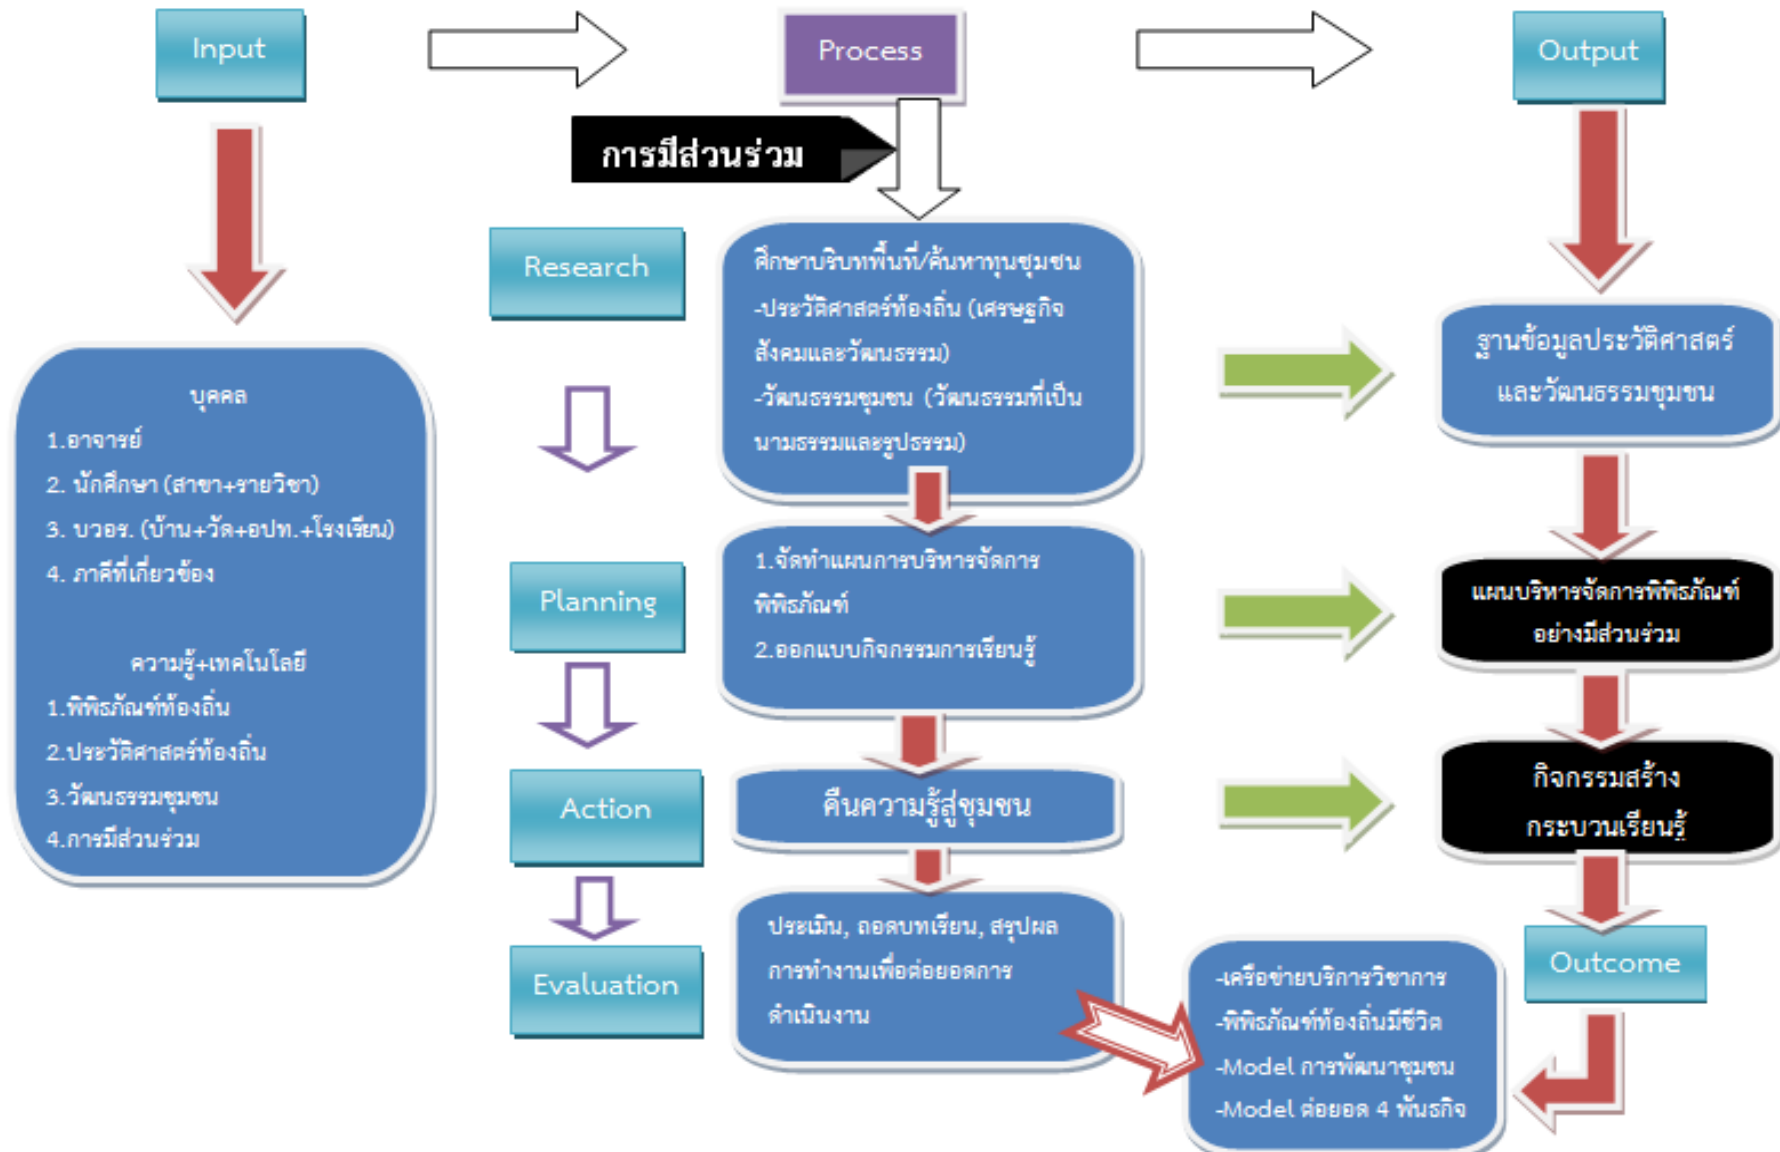 Input
Process
Output
การมีส่วนร่วม
บุคคล
1.อาจารย์
2. นักศึกษา (สาขา+รายวิชา)
3. บวอร. (บ้าน+วัด+อปท.+โรงเรียน)
4. ภาคีที่เกี่ยวข้อง
ความรู้+เทคโนโลยี
1.พิพิธภัณฑ์ท้องถิ่น
2.ประวัติศาสตร์ท้องถิ่น
3.วัฒนธรรมชุมชน
4.การมีส่วนร่วม
Research
ศึกษาบริบทพื้นที่/ค้นหาทุนชุมชน
-ประวัติศาสตร์ท้องถิ่น (เศรษฐกิจ
สังคมและวัฒนธรรม)
-วัฒนธรรมชุมชน (วัฒนธรรมที่เป็น
นามธรรมและรูปธรรม)
ฐานข้อมูลประวัติศาสตร์
และวัฒนธรรมชุมชน
Planning
1.จัดทำแผนการบริหารจัดการ
พิพิธภัณฑ์
2.ออกแบบกิจกรรมการเรียนรู้
แผนบริหารจัดการพิพิธภัณฑ์
อย่างมีส่วนร่วม
Action
คืนความรู้สู่ชุมชน
กิจกรรมสร้าง
กระบวนเรียนรู้
Evaluation
ประเมิน, ถอดบทเรียน, สรุปผล
การทำงานเพื่อต่อยอดการ
ดำเนินงาน
Outcome
-เครือข่ายบริการวิชาการ
-พิพิธภัณฑ์ท้องถิ่นมีชีวิต
-Model การพัฒนาชุมชน
-Model ต่อยอด 4 พันธกิจ